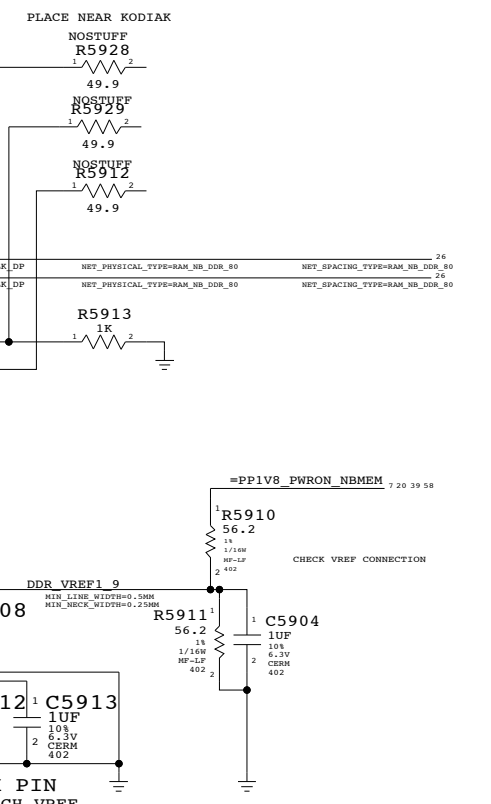 PLACE NEAR KODIAK
NOSTUFF
R5928
1 2
49.9
NOSTUFF
R5929
1 2
49.9
NOSTUFF
R5912
1 2
49.9
26
K_DP NET_PHYSICAL_TYPE=RAM_NB_DDR_80 NET_SPACING_TYPE=RAM_NB_DDR_80
26
K_DP NET_PHYSICAL_TYPE=RAM_NB_DDR_80 NET_SPACING_TYPE=RAM_NB_DDR_80
R5913
1K
1 2
=PP1V8_PWRON_NBMEM 7 20 39 58
1
R5910
56.2
1%
1/16W
MF-LF
402
2
CHECK VREF CONNECTION
DDR_VREF1_9
MIN_LINE_WIDTH=0.5MM
MIN_NECK_WIDTH=0.25MM
08
R5911
1
56.2
1%
1/16W
MF-LF
402
2
1
C5904
1UF
10%
6.3V
CERM
402
2
12
1
C5913
1UF
10%
6.3V
CERM
402
2
PIN
CH VREF